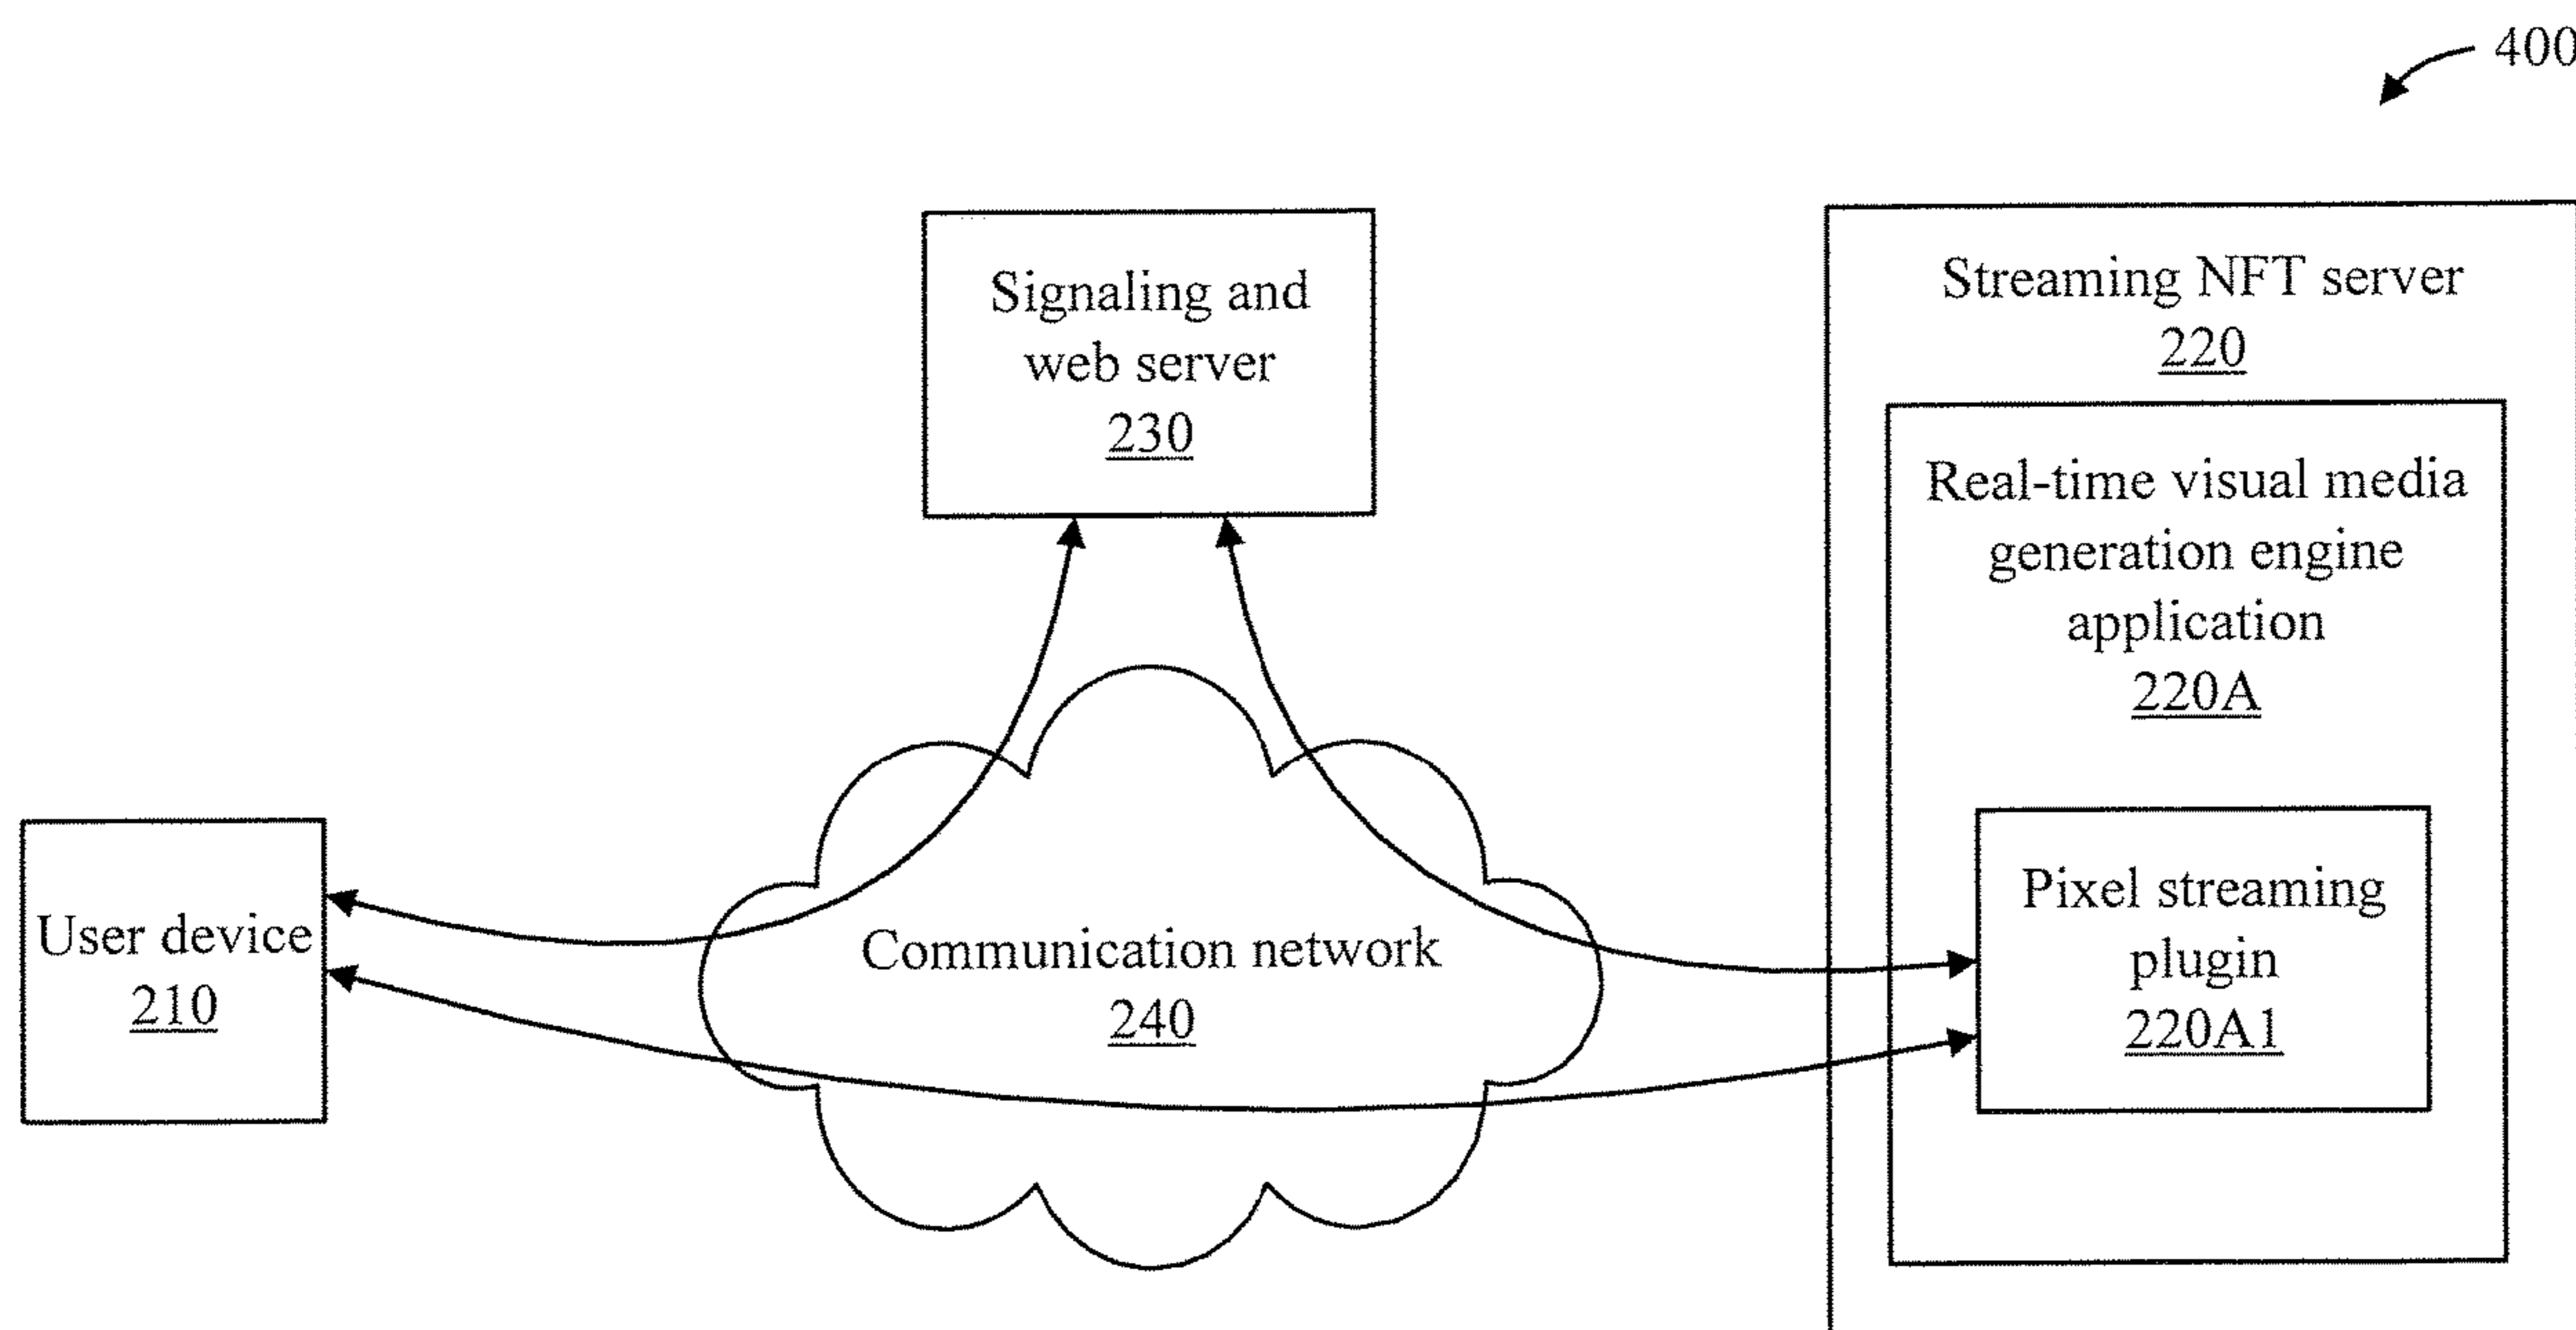 400
Signaling and
web server
230
Streaming NFT server
220
Real-time visual media
generation engine
application
220A
Pixel streaming
plugin
220A1
User device
210
Communication network
240